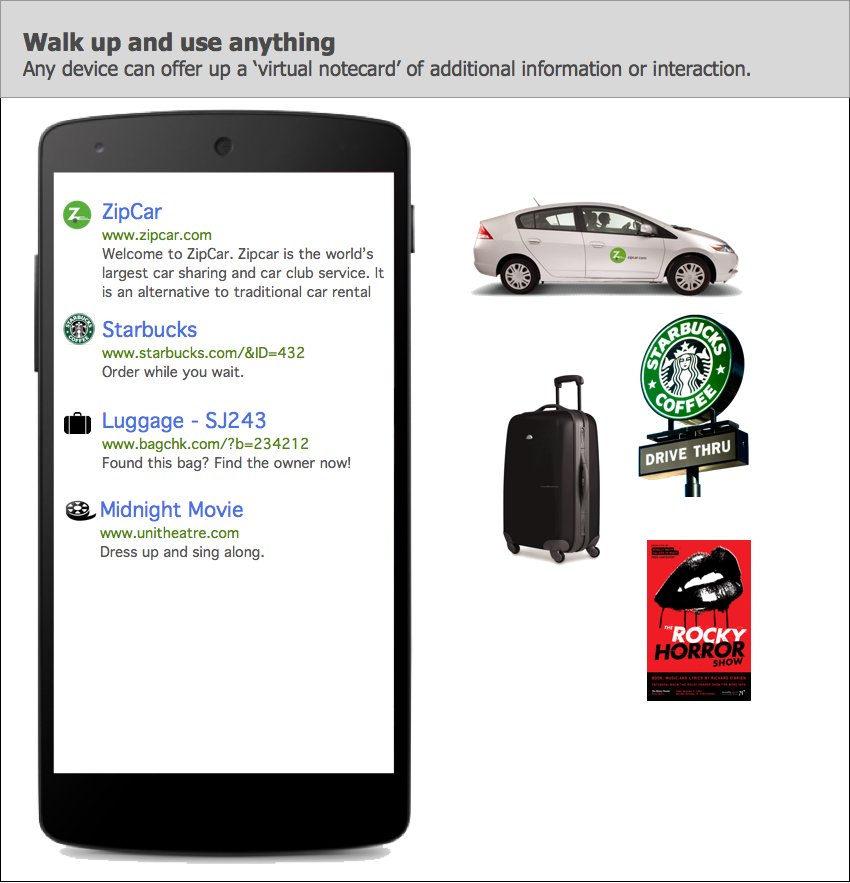 Walk up and use anything
Any device can offer up a ‘virtual notecard’ of additional information or interaction.
ZipCar
www.zipcar.com
Welcome to ZipCar. Zipcar is the world’s
largest car sharing and car club service. It
is an alternative to traditional car rental
Starbucks
www.starbucks.com/&ID=432
Order while you wait.
Luggage - SJ243
www.bagchk.com/?b=234212
Found this bag? Find the owner now!
Midnight Movie
www.unitheatre.com
Dress up and sing along.
zipcar.com
STARBUCKS
COFFEE
DRIVE THRU
THE
ROCKY
HORROR
SHOW
BOOK, MUSIC AND LYRICS BY RICHARD O'BRIEN